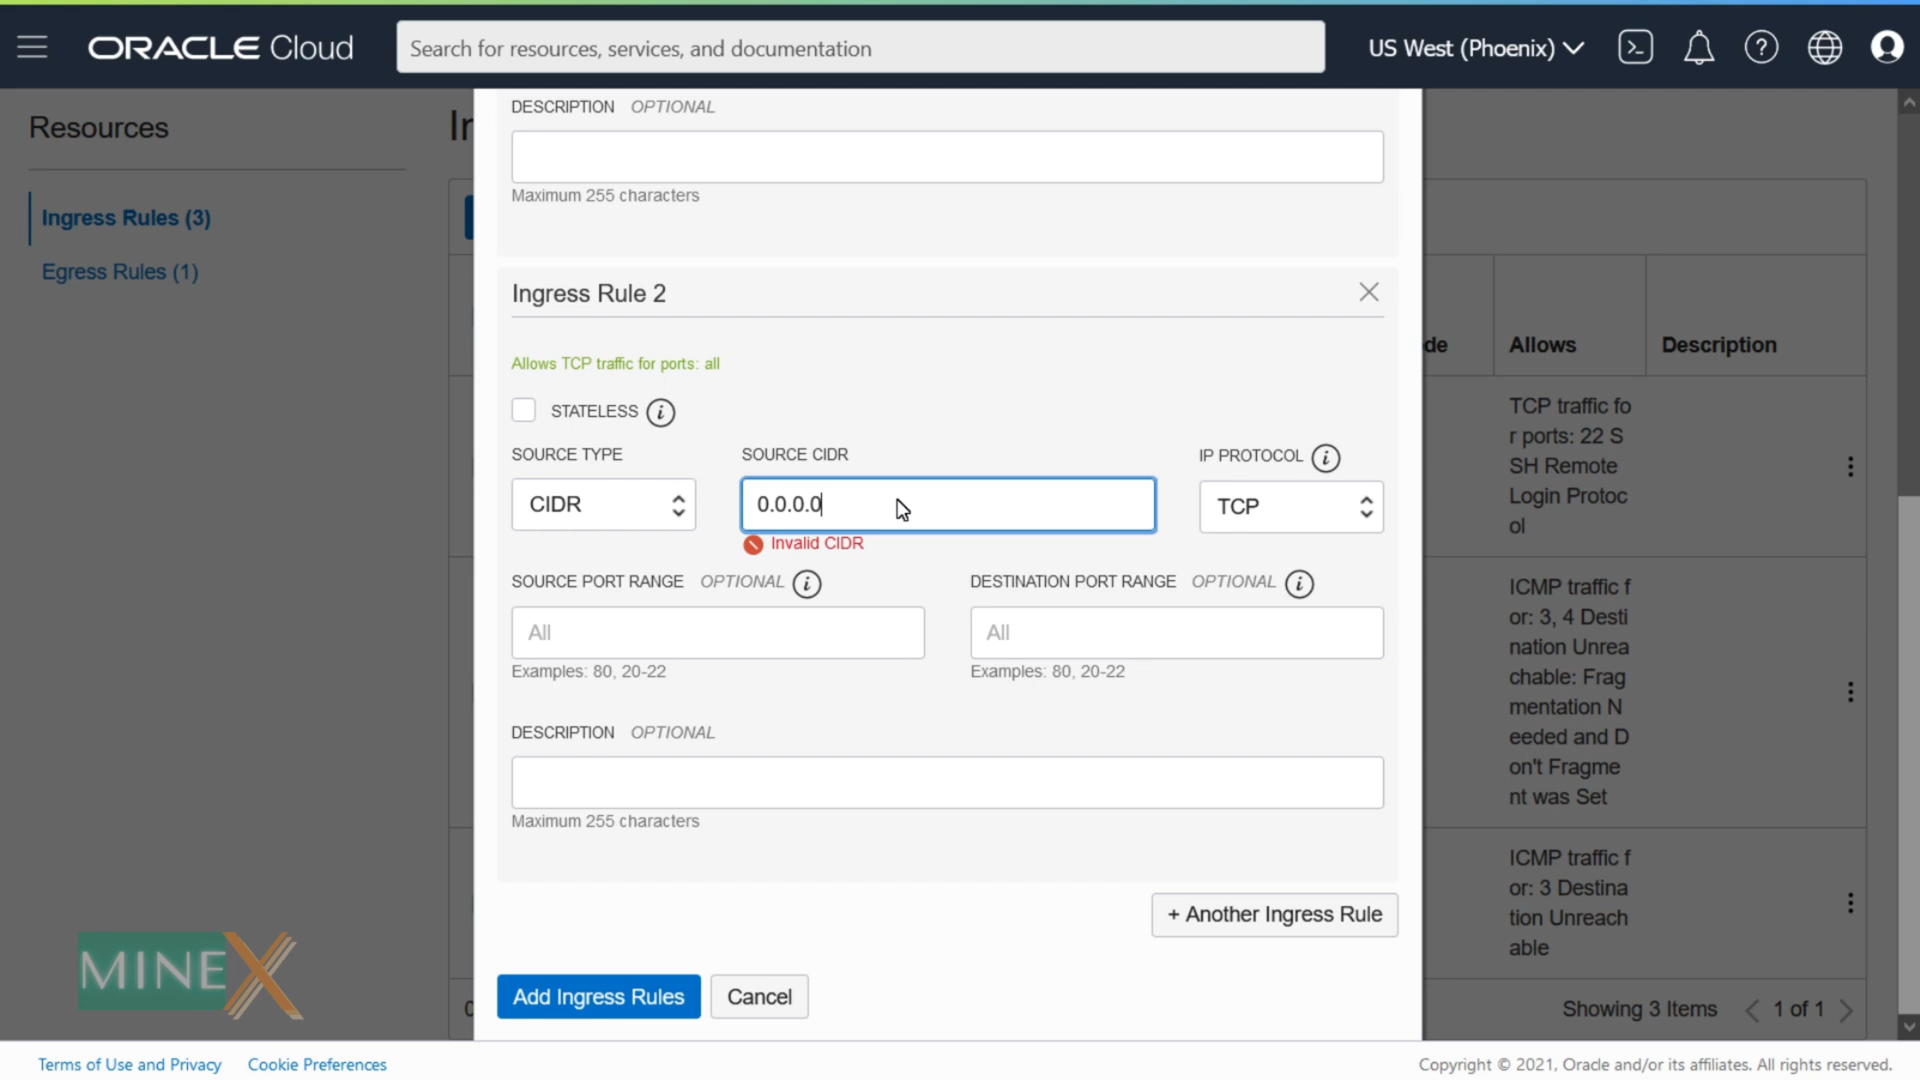 ORACLE Cloud
Search for resources, services, and documentation
US West (Phoenix)
Resources
Ingress Rules (3)
Egress Rules (1)
DESCRIPTION OPTIONAL
Maximum 255 characters
Ingress Rule 2
Allows TCP traffic for ports: all
STATELESS
SOURCE TYPE
SOURCE CIDR
IP PROTOCOL
CIDR
0.0.0.0
TCP
Invalid CIDR
SOURCE PORT RANGE OPTIONAL
DESTINATION PORT RANGE OPTIONAL
All
All
Examples: 80, 20-22
Examples: 80, 20-22
DESCRIPTION OPTIONAL
Maximum 255 characters
+ Another Ingress Rule
Add Ingress Rules
Cancel
de
Allows
Description
TCP traffic fo
r ports: 22 S
SH Remote
Login Protoc
ol
ICMP traffic f
or: 3, 4 Desti
nation Unrea
chable: Frag
mentation N
eeded and D
on't Fragme
nt was Set
ICMP traffic f
or: 3 Destina
tion Unreach
able
Showing 3 Items
1 of 1
MINEX
Terms of Use and Privacy
Cookie Preferences
Copyright © 2021, Oracle and/or its affiliates. All rights reserved.